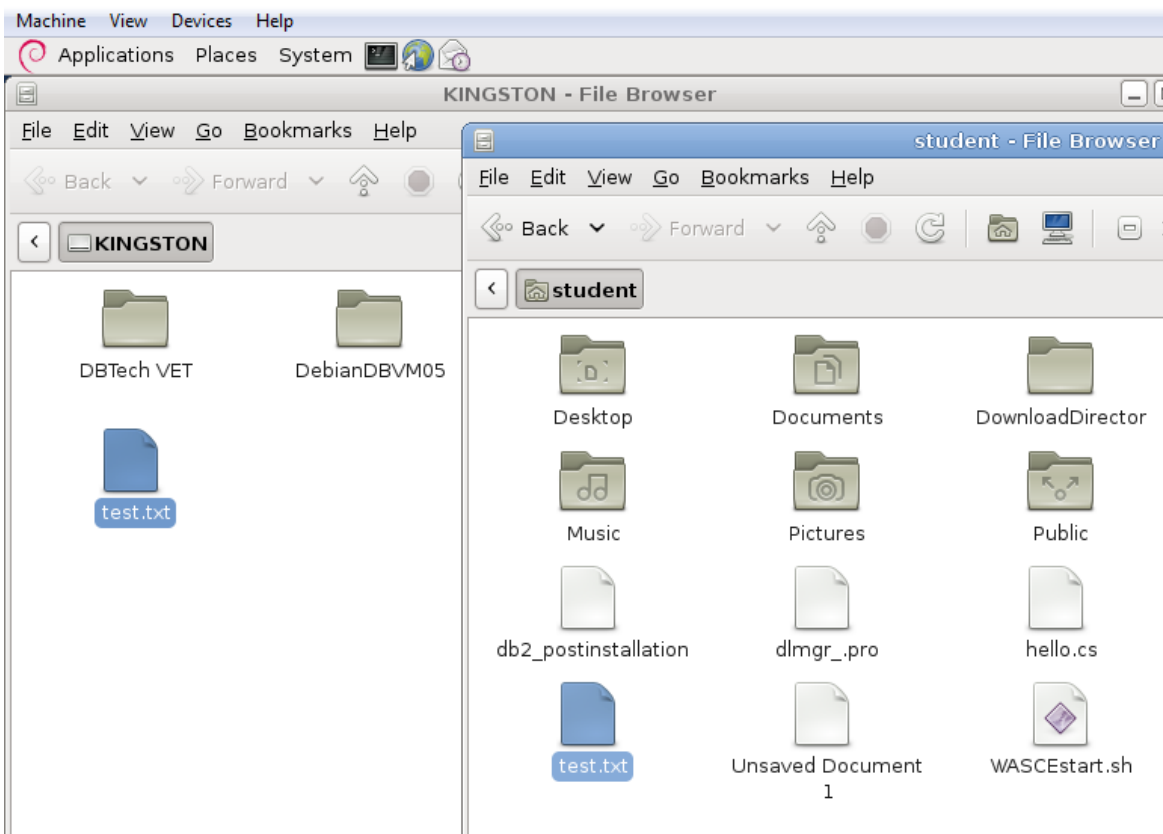 Machine View Devices Help
Applications Places System
KINGSTON - File Browser
File Edit View Go Bookmarks Help
Back Forward
KINGSTON
DBTech VET DebianDBVM05
test.txt
student - File Browser
File Edit View Go Bookmarks Help
Back Forward
student
Desktop Documents DownloadDirector
Music Pictures Public
db2_postinstallation dlmgr_.pro hello.cs
test.txt Unsaved Document WASCEstart.sh
1